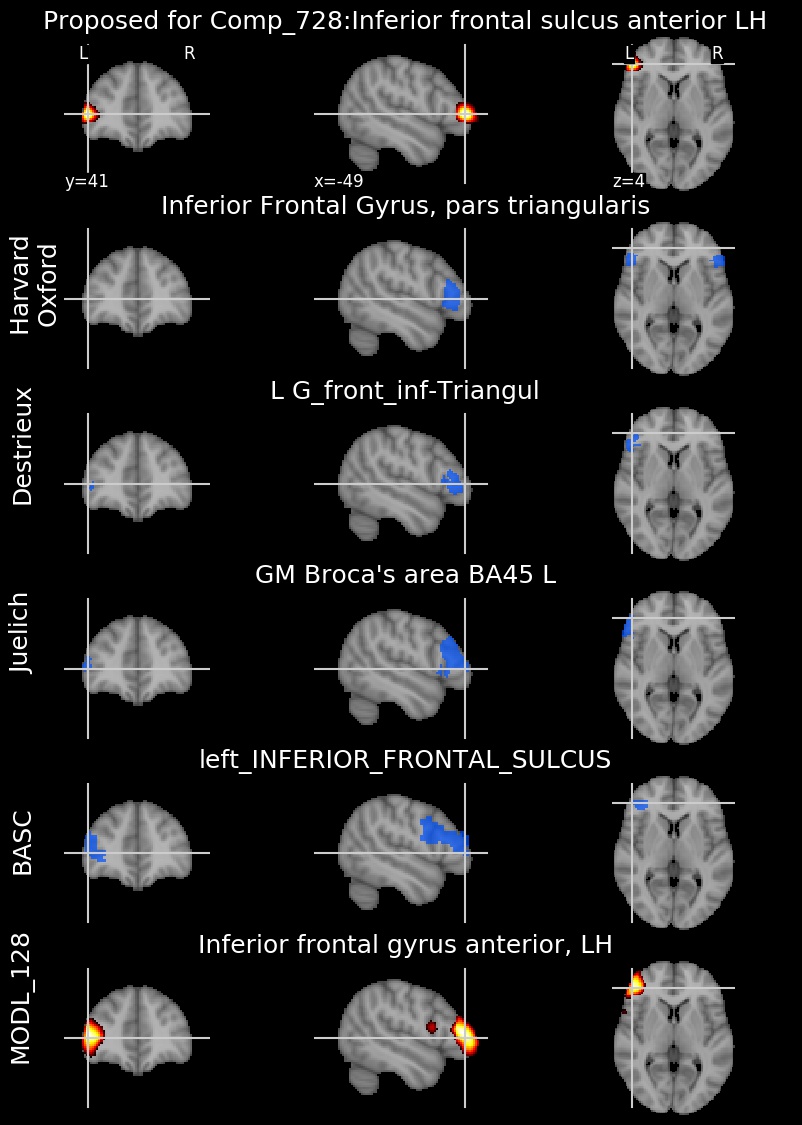 Proposed for Comp_728:Inferior frontal sulcus anterior LH
L R L R
y=41 x=-49 z=4
Inferior Frontal Gyrus, pars triangularis
Harvard
Oxford
L G_front_inf-Triangul
Destrieux
GM Broca's area BA45 L
Juelich
left_INFERIOR_FRONTAL_SULCUS
BASC
Inferior frontal gyrus anterior, LH
MODL_128